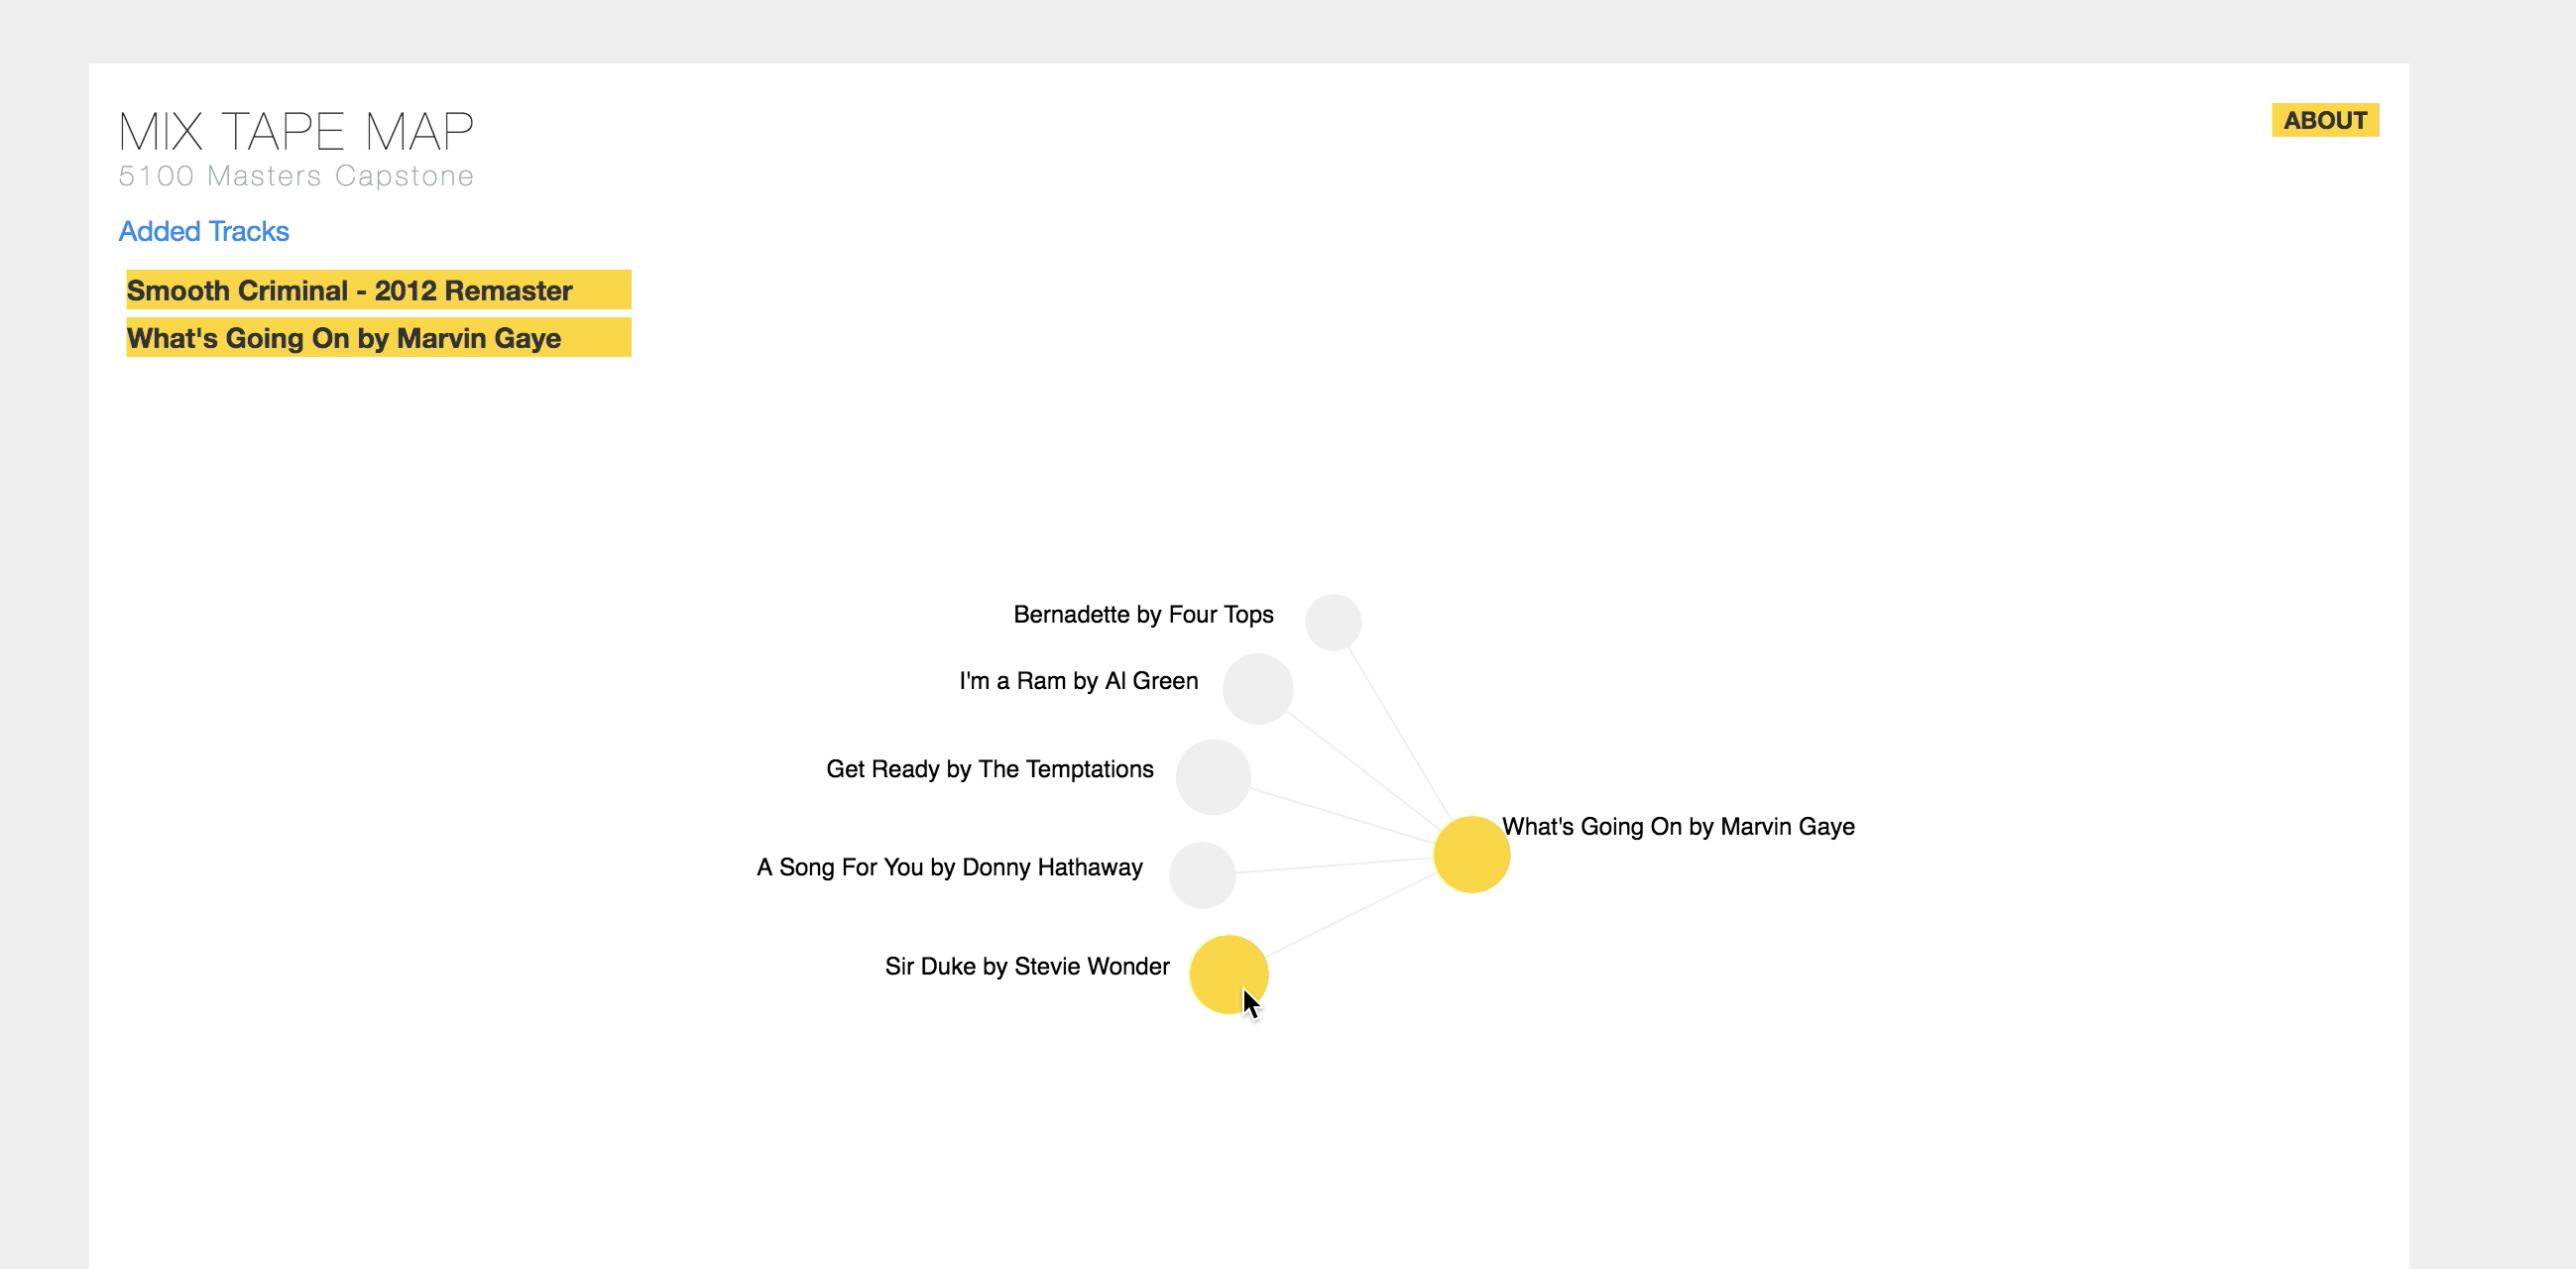 MIX TAPE MAP
ABOUT
5100 Masters Capstone
Added Tracks
Smooth Criminal - 2012 Remaster
What's Going On by Marvin Gaye
Bernadette by Four Tops
I'm a Ram by Al Green
Get Ready by The Temptations
What's Going On by Marvin Gaye
A Song For You by Donny Hathaway
Sir Duke by Stevie Wonder